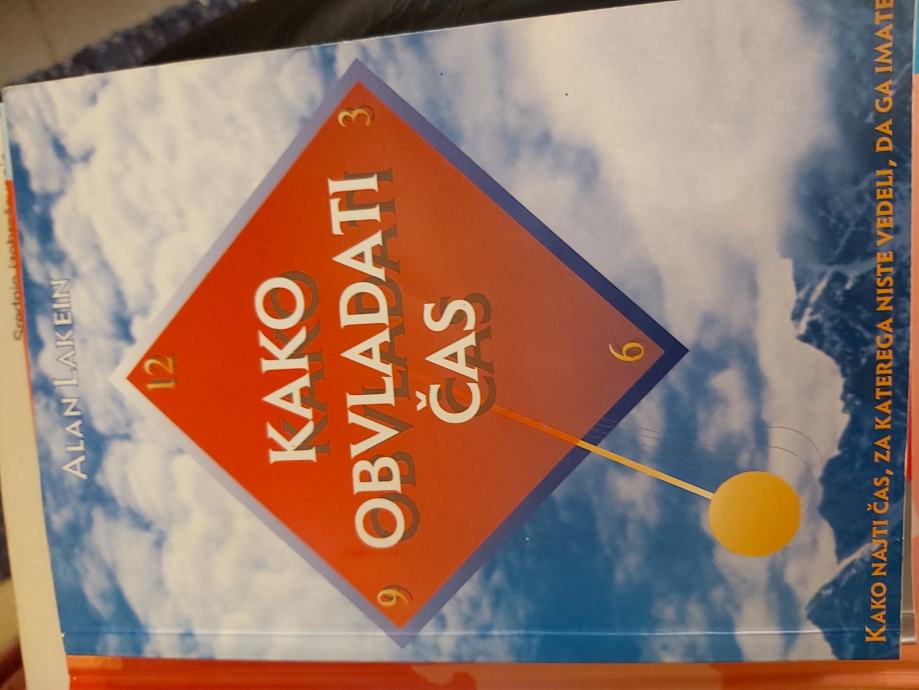 ALAN LAKEIN
12
3
KAKO
OBVLADATI
ČAS
9
6
KAKO NAJTI ČAS, ZA KATEREGA NISTE VEDELI, DA GA IMATE